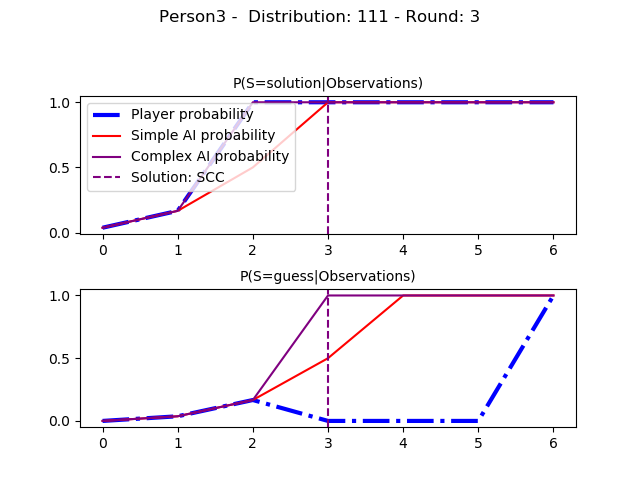 Person3 -  Distribution: 111 - Round: 3
P(S=solution|Observations)
1.0
0.5
0.0
Player probability
Simple AI probability
Complex AI probability
Solution: SCC
0 1 2 3 4 5 6
P(S=guess|Observations)
1.0
0.5
0.0
0 1 2 3 4 5 6